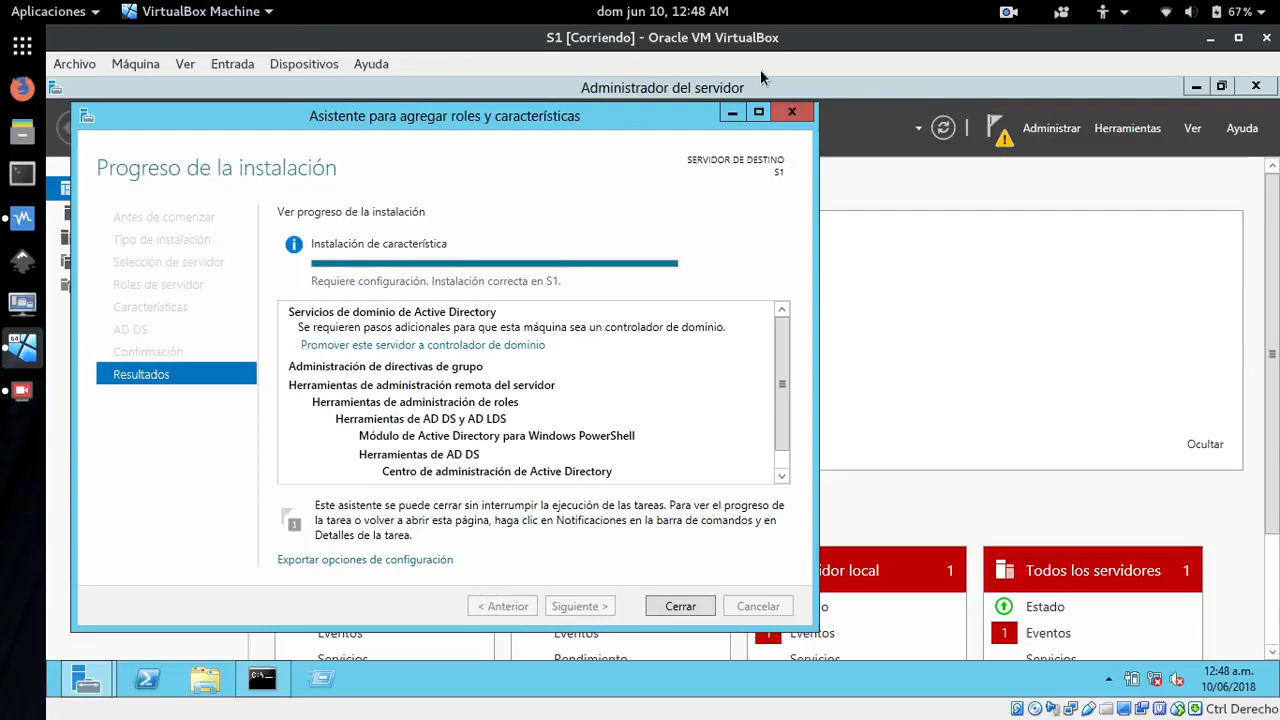 Aplicaciones
VirtualBox Machine
dom jun 10, 12:48 AM
67%
S1 [Corriendo] - Oracle VM VirtualBox
Archivo Máquina Ver Entrada Dispositivos Ayuda
Administrador del servidor
Asistente para agregar roles y características
Administrar Herramientas Ver Ayuda
Progreso de la instalación
SERVIDOR DE DESTINO
S1
Antes de comenzar
Tipo de instalación
Selección de servidor
Roles de servidor
Características
AD DS
Confirmación
Resultados
Ver progreso de la instalación
Instalación de característica
Requiere configuración. Instalación correcta en S1.
Servicios de dominio de Active Directory
Se requieren pasos adicionales para que esta máquina sea un controlador de dominio.
Promover este servidor a controlador de dominio
Administración de directivas de grupo
Herramientas de administración remota del servidor
Herramientas de administración de roles
Herramientas de AD DS y AD LDS
Módulo de Active Directory para Windows PowerShell
Herramientas de AD DS
Centro de administración de Active Directory
Este asistente se puede cerrar sin interrumpir la ejecución de las tareas. Para ver el progreso de
la tarea o volver a abrir esta página, haga clic en Notificaciones en la barra de comandos y en
Detalles de la tarea.
Exportar opciones de configuración
< Anterior Siguiente > Cerrar Cancelar
Ocultar
idor local 1
Todos los servidores 1
Estado
1 Eventos
Eventos
Eventos
1 Eventos
Servicios
Rendimiento
Servicios
Servicios
12:48 a.m.
10/06/2018
Ctrl Derecho